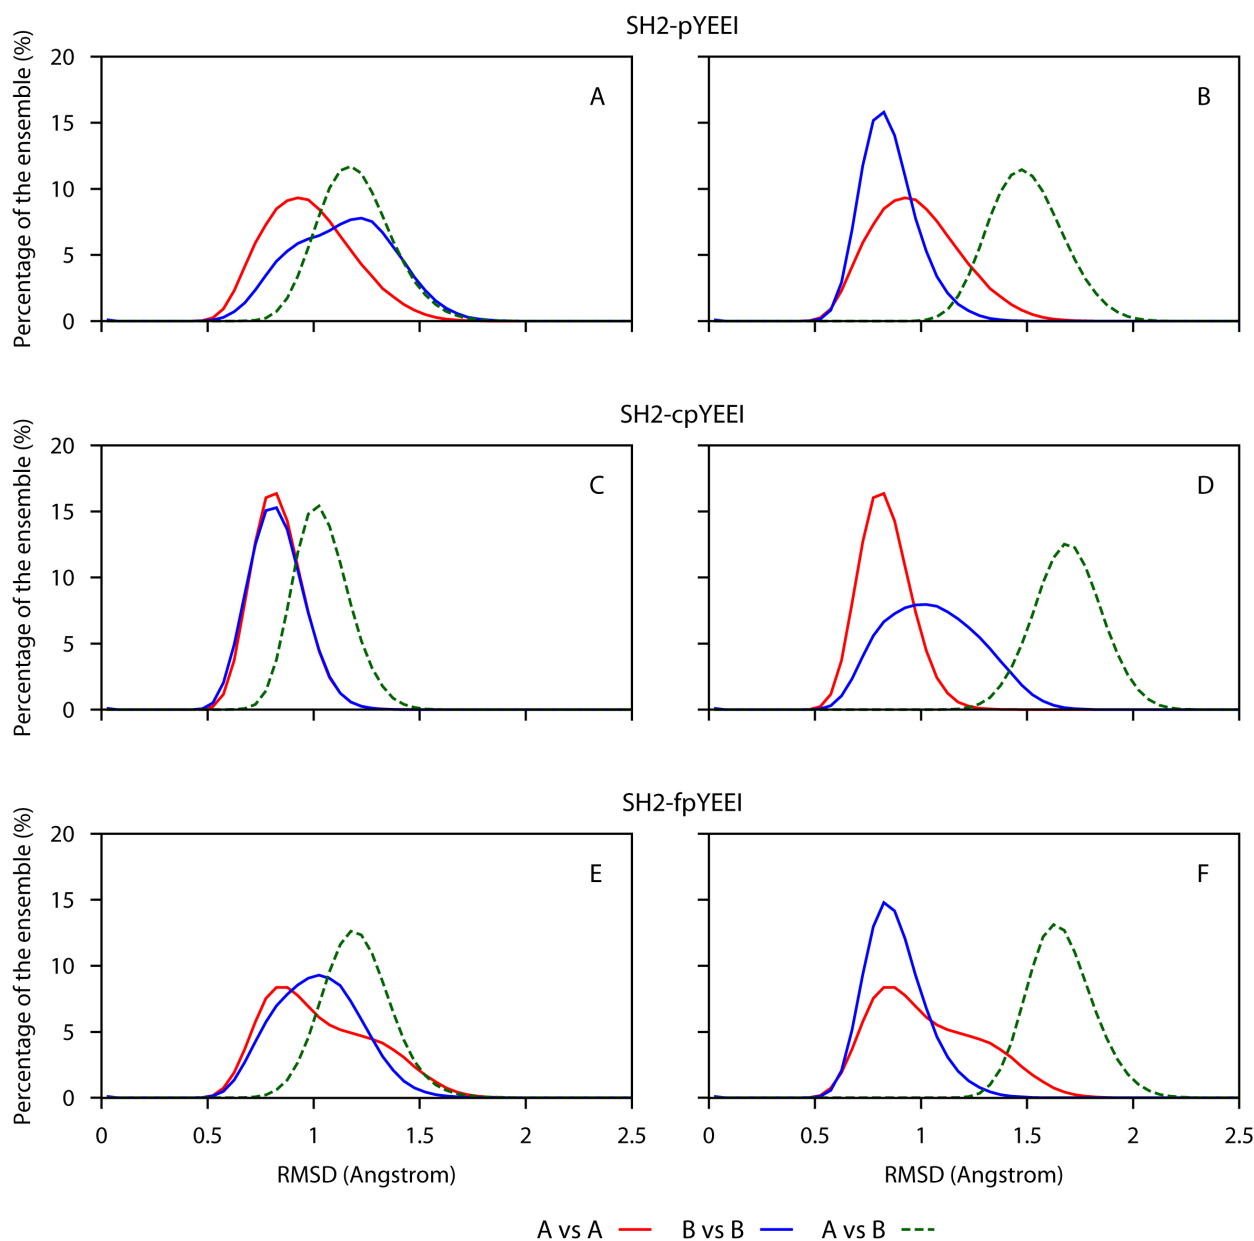 SH2-pYEEI
Percentage of the ensemble (%)
20
15
10
5
0
A
B
SH2-cpYEEI
Percentage of the ensemble (%)
20
15
10
5
0
C
D
SH2-fpYEEI
Percentage of the ensemble (%)
20
15
10
5
0
E
F
0 0.5 1 1.5 2 2.5
0 0.5 1 1.5 2 2.5
RMSD (Angstrom)
RMSD (Angstrom)
A vs A B vs B A vs B